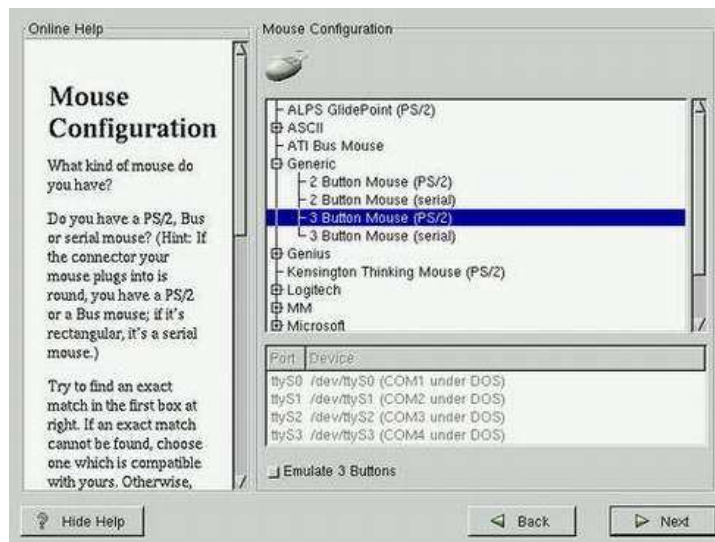 Online Help
Mouse
Configuration
What kind of mouse do
you have?
Do you have a PS/2, Bus
or serial mouse? (Hint: If
the connector your
mouse plugs into is
round, you have a PS/2
or a Bus mouse; if it's
rectangular, it's a serial
mouse.)
Try to find an exact
match in the first box at
right. If an exact match
cannot be found, choose
one which is compatible
with yours. Otherwise,
Mouse Configuration
ALPS GlidePoint (PS/2)
ASCII
ATI Bus Mouse
Generic
2 Button Mouse (PS/2)
2 Button Mouse (serial)
3 Button Mouse (PS/2)
3 Button Mouse (serial)
Genius
Kensington Thinking Mouse (PS/2)
Logitech
MM
Microsoft
Port Device
ttyS0 /dev/ttyS0 (COM1 under DOS)
ttyS1 /dev/ttyS1 (COM2 under DOS)
ttyS2 /dev/ttyS2 (COM3 under DOS)
ttyS3 /dev/ttyS3 (COM4 under DOS)
Emulate 3 Buttons
? Hide Help
Back
Next